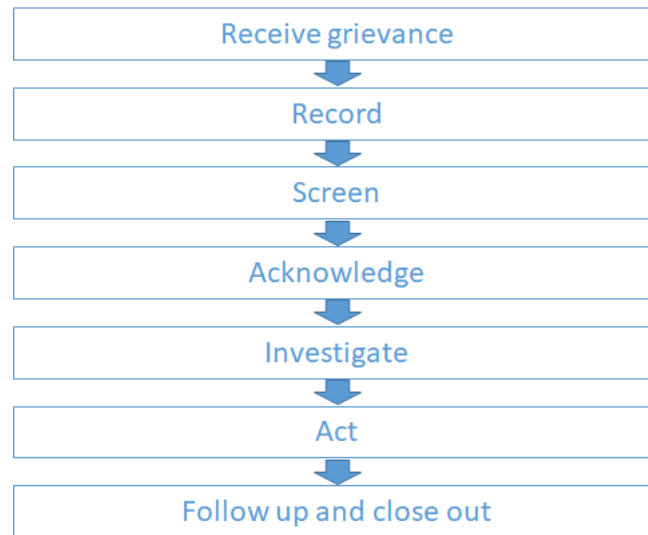 Receive grievance
Record
Screen
Acknowledge
Investigate
Act
Follow up and close out